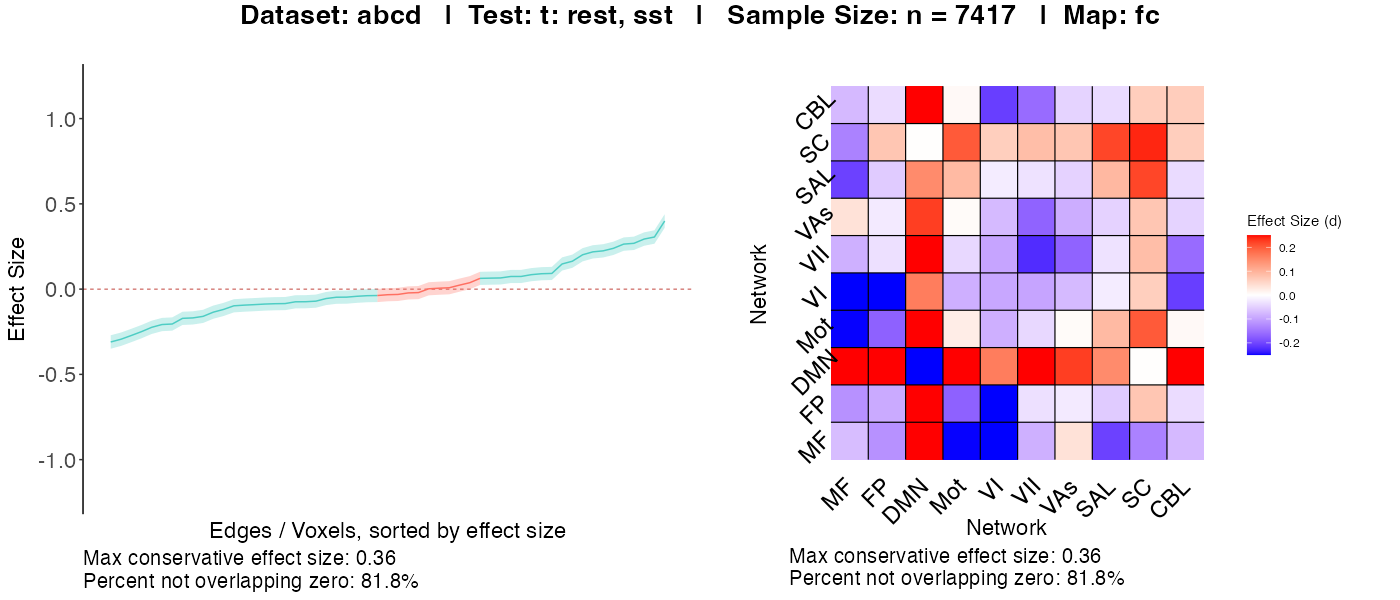 Dataset: abcd | Test: t: rest, sst | Sample Size: n = 7417 | Map: fc
Effect Size
1.0
0.5
0.0
-0.5
-1.0
Edges / Voxels, sorted by effect size
Max conservative effect size: 0.36
Percent not overlapping zero: 81.8%
Network
CBL
SC
SAL
VAs
VII
VI
Mot
DMN
FP
MF
MF
FP
DMN
Mot
VI
VII
VAs
SAL
SC
CBL
Network
Max conservative effect size: 0.36
Percent not overlapping zero: 81.8%
Effect Size (d)
0.2
0.1
0.0
-0.1
-0.2